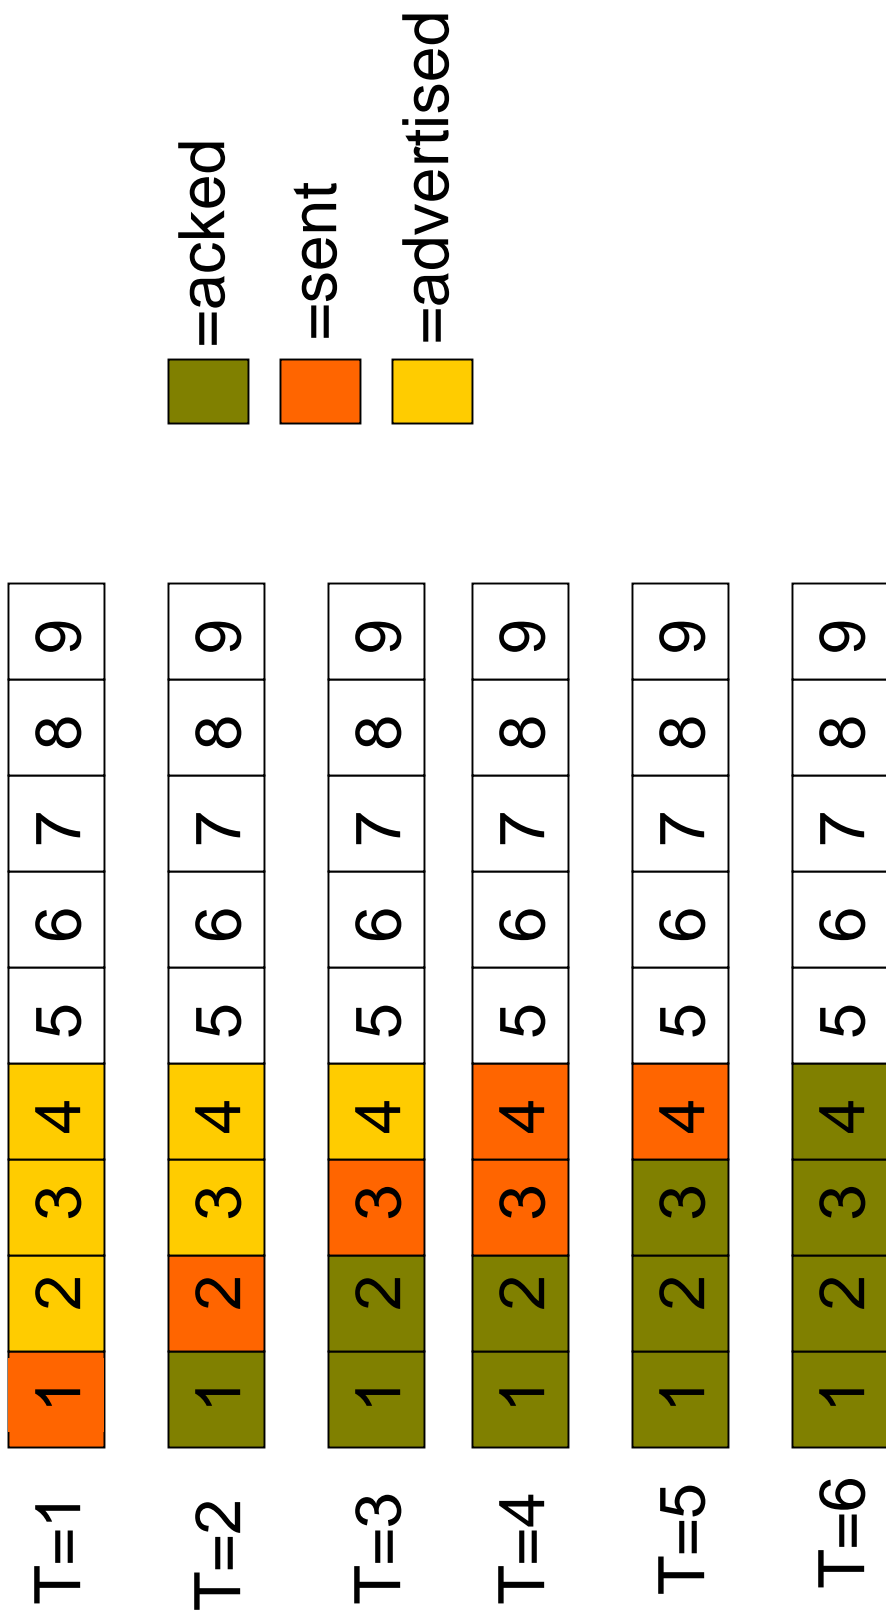 T=1 1 2 3 4 5 6 7 8 9
T=2 1 2 3 4 5 6 7 8 9
T=3 1 2 3 4 5 6 7 8 9
T=4 1 2 3 4 5 6 7 8 9
T=5 1 2 3 4 5 6 7 8 9
T=6 1 2 3 4 5 6 7 8 9
=acked
=sent
=advertised